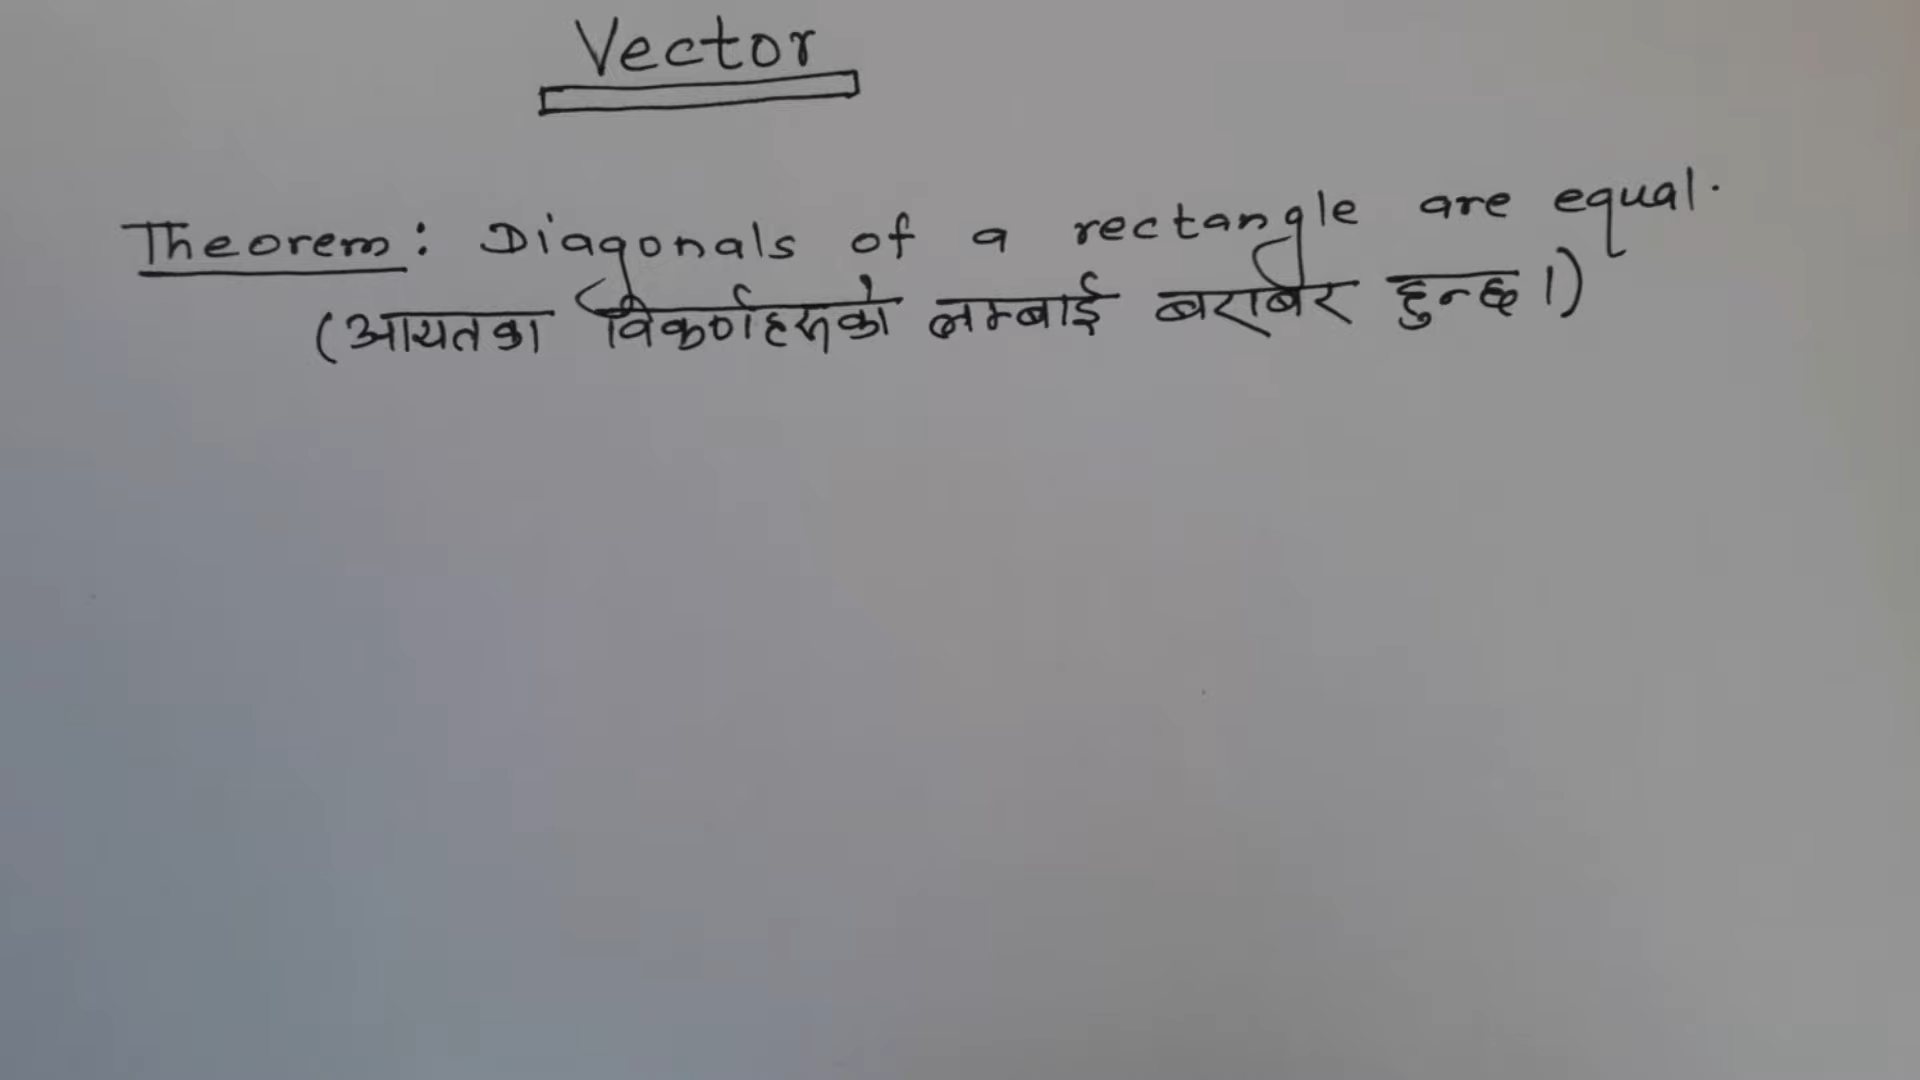 Vector
Theorem: Diagonals of a rectangle are equal.
(आयतका विकर्णहरूको लम्बाई बराबर हुन्छ।)